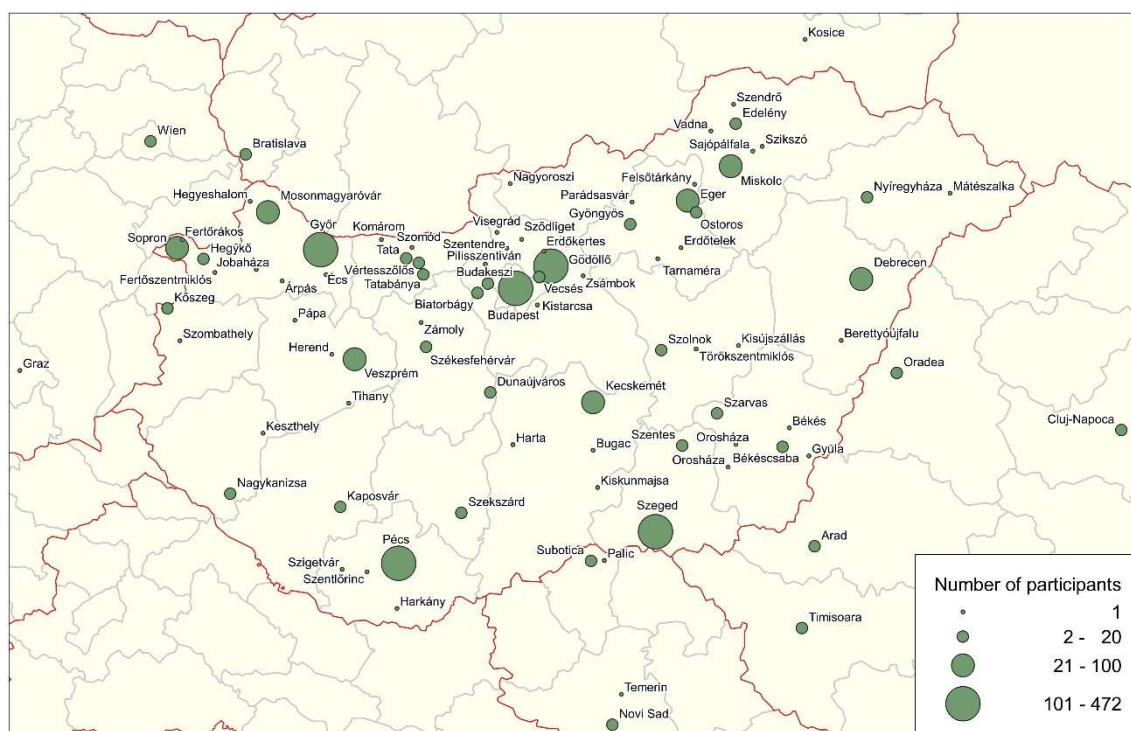 Kosice
Szendrő
Edelény
Vadna
Szikszó
Sajópálfala
Wien
Bratislava
Miskolc
Nagyoroszi
Felsőtárkány
Hegyeshalom
Mosonmagyaróvár
Parádsasvár
Eger
Nyíregyháza
Mátészalka
Gyöngyös
Ostoros
Győr
Komárom
Visegrád
Sződliget
Sopron
Fertőrákos
Szomód
Szentendre
Erdőkertes
Erdőtelek
Hegykő
Tata
Pilisszentiván
Gödöllő
Tarnaméra
Jobaháza
Vértesszőlős
Budakeszi
Debrecen
Fertőszentmiklós
Écs
Tatabánya
Vecsés
Zsámbok
Árpás
Kőszeg
Biatorbágy
Budapest
Kistarcsa
Pápa
Zámoly
Szombathely
Szolnok
Kisújszállás
Berettyóújfalu
Herend
Székesfehérvár
Törökszentmiklós
Graz
Veszprém
Oradea
Dunaújváros
Kecskemét
Tihany
Szarvas
Cluj-Napoca
Békés
Keszthely
Harta
Bugac
Szentes
Orosháza
Gyula
Orosháza
Békéscsaba
Nagykanizsa
Kiskunmajsa
Kaposvár
Szekszárd
Szeged
Arad
Pécs
Subotica
Palic
Szigetvár
Szentlőrinc
Harkány
Timisoara
Temerin
Novi Sad
Number of participants
1
2 - 20
21 - 100
101 - 472